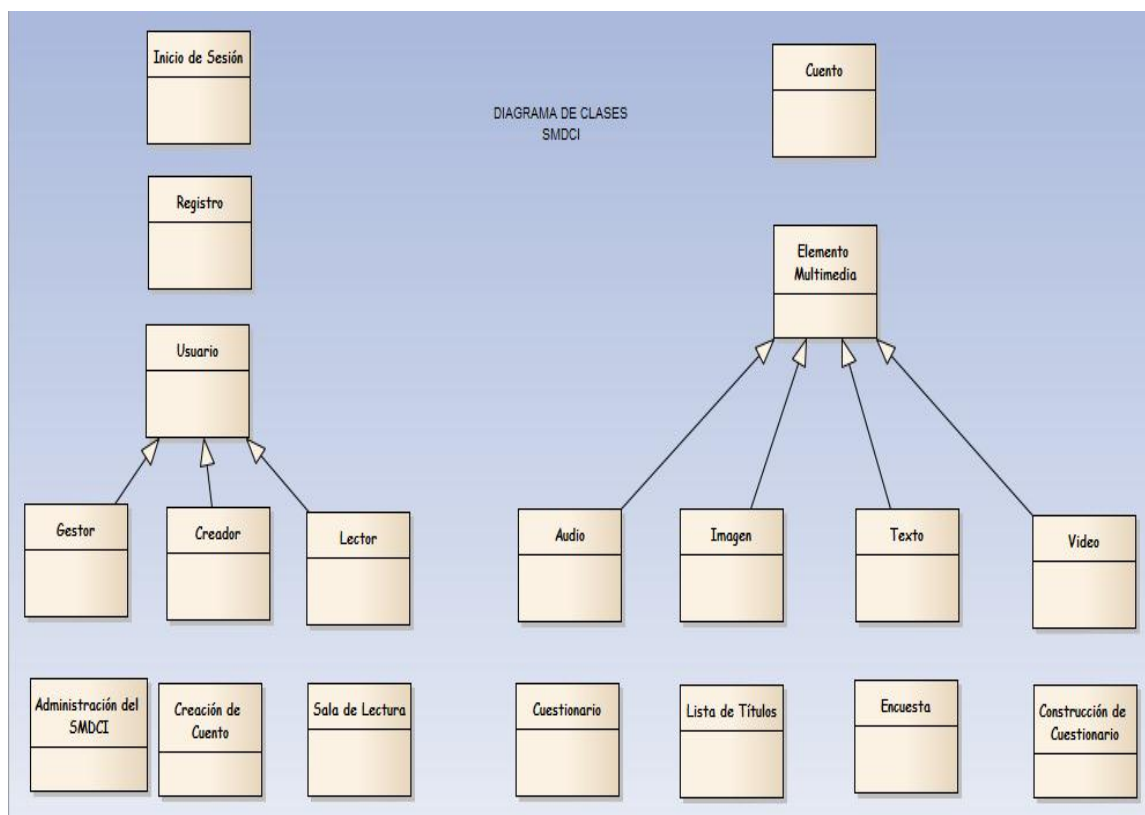 Inicio de Sesión
Cuento
DIAGRAMA DE CLASES
SMDCI
Registro
Elemento
Multimedia
Usuario
Gestor
Creador
Lector
Audio
Imagen
Texto
Video
Administración del
SMDCI
Creación de
Cuento
Sala de Lectura
Cuestionario
Lista de Títulos
Encuesta
Construcción de
Cuestionario